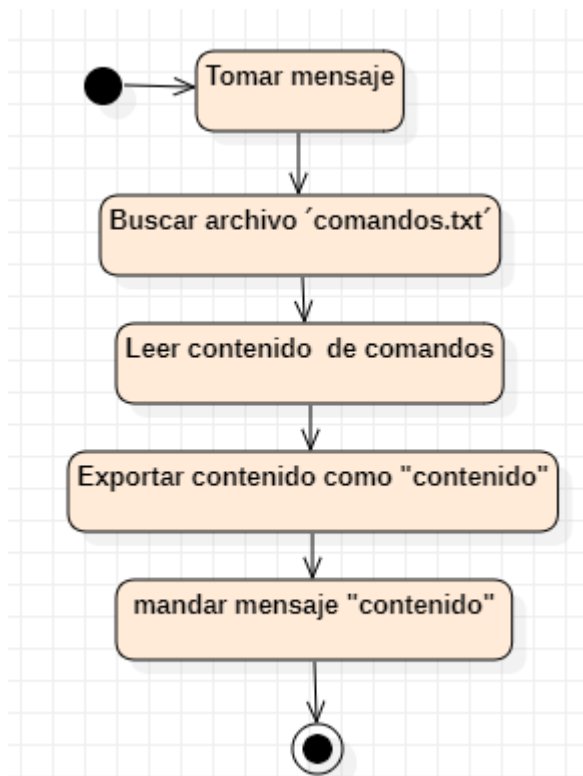 Tomar mensaje
Buscar archivo ´comandos.txt´
Leer contenido  de comandos
Exportar contenido como "contenido"
mandar mensaje "contenido"